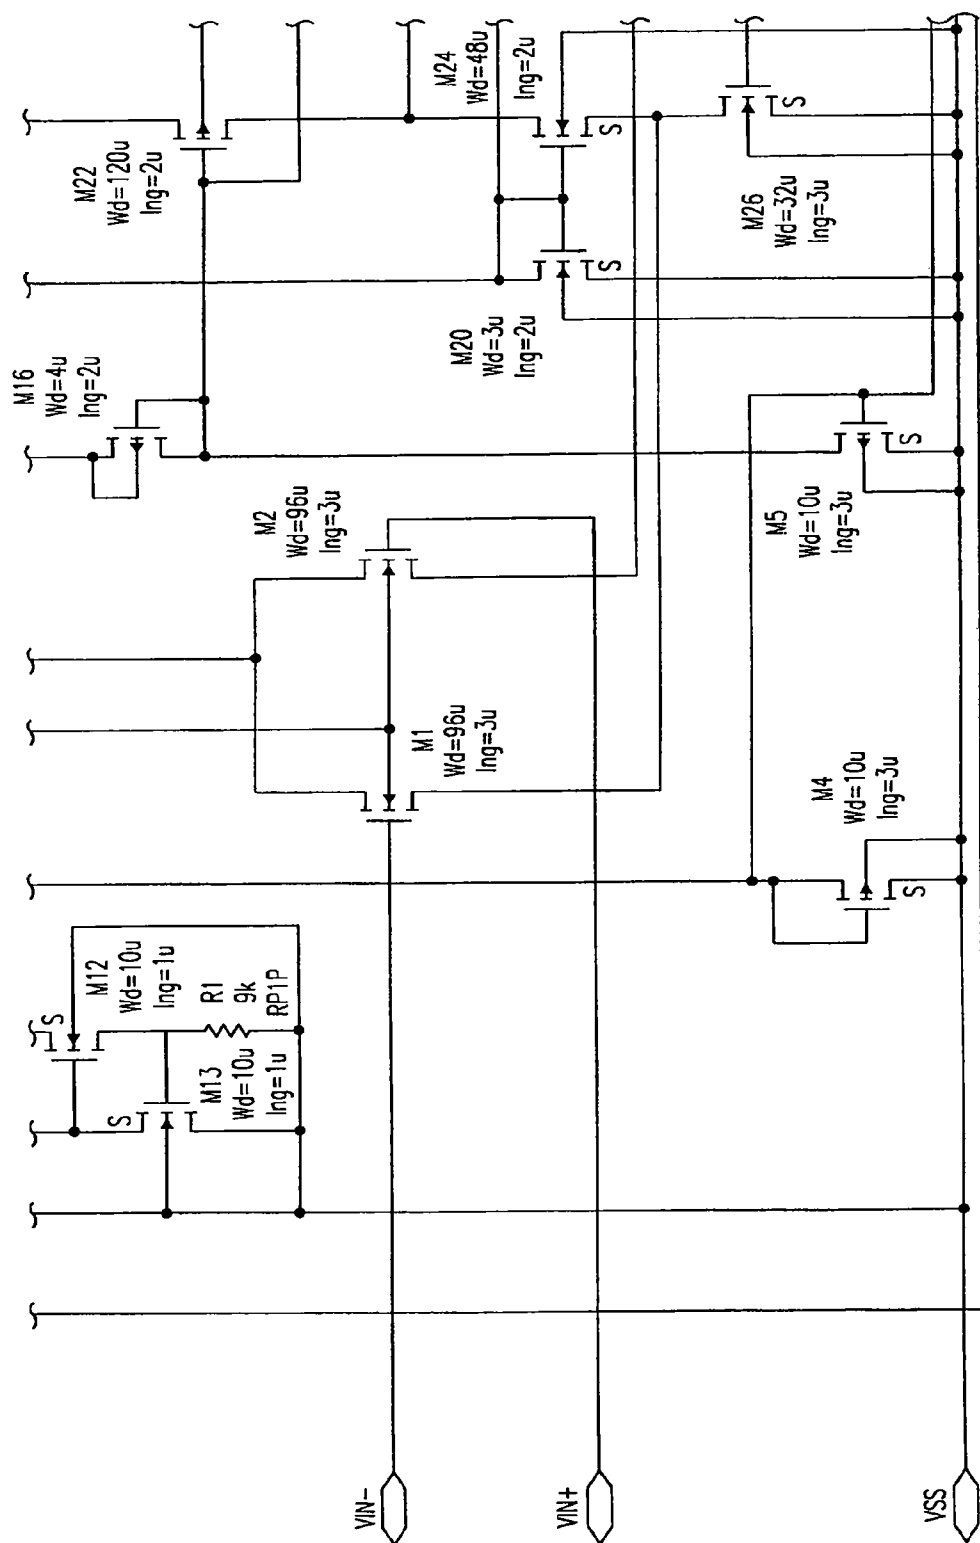 M22
Wd=120u
lng=2u
M24
Wd=48u
lng=2u
S
M26
Wd=32u
lng=3u
S
M16
Wd=4u
lng=2u
M20
Wd=3u
lng=2u
S
M2
Wd=96u
lng=3u
M5
Wd=10u
lng=3u
S
M1
Wd=96u
lng=3u
M4
Wd=10u
lng=3u
S
S
M12
Wd=10u
lng=1u
R1
9k
RP1P
S
M13
Wd=10u
lng=1u
VIN-
VIN+
VSS